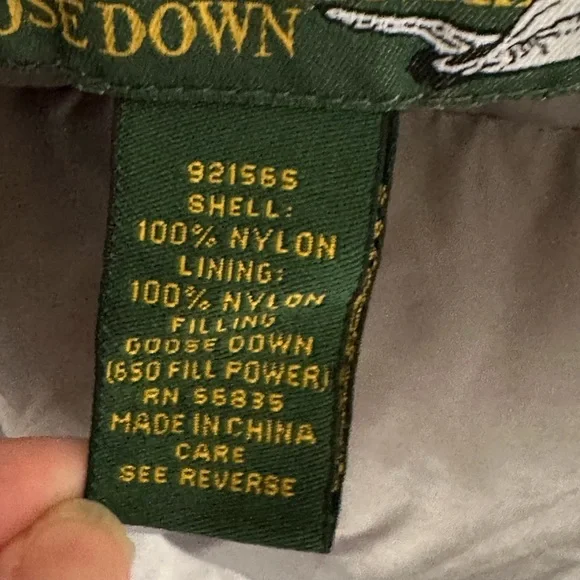 GOOSE DOWN
921565
SHELL:
100% NYLON
LINING:
100% NYLON
FILLING
GOOSE DOWN
(650 FILL POWER)
RN 56835
MADE IN CHINA
CARE
SEE REVERSE